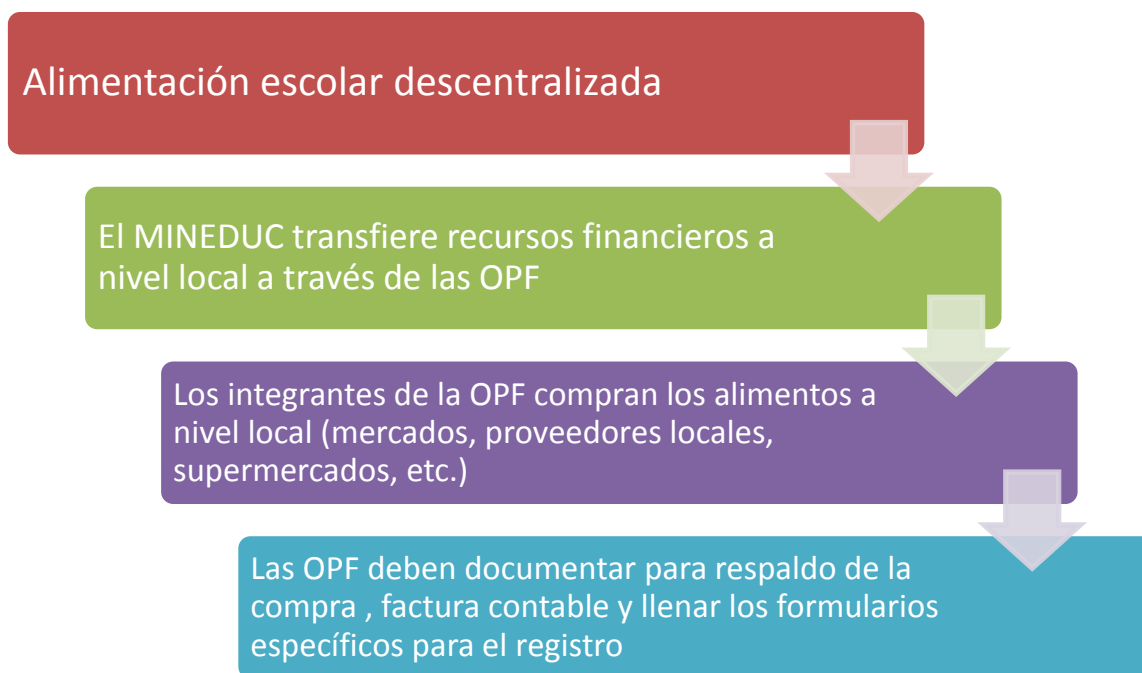 Alimentación escolar descentralizada
El MINEDUC transfiere recursos financieros a
nivel local a través de las OPF
Los integrantes de la OPF compran los alimentos a
nivel local (mercados, proveedores locales,
supermercados, etc.)
Las OPF deben documentar para respaldo de la
compra , factura contable y llenar los formularios
específicos para el registro